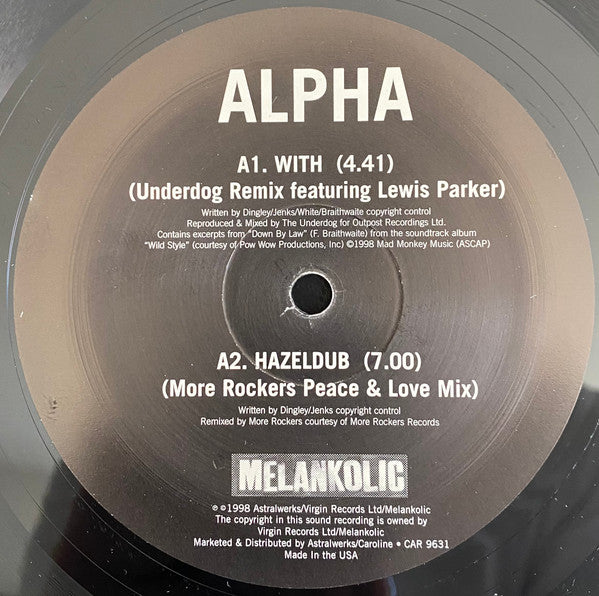 ALPHA
A1. WITH (4.41)
(Underdog Remix featuring Lewis Parker)
Written by Dingley/Jenks/White/Braithwaite copyright control
Reproduced & Mixed by The Underdog for Outpost Recordings Ltd.
Contains excerpts from "Down By Law" (F. Braithwaite) from the soundtrack album
"Wild Style" (courtesy of Pow Wow Productions, Inc) ©1998 Mad Monkey Music (ASCAP)
A2. HAZELDUB (7.00)
(More Rockers Peace & Love Mix)
Written by Dingley/Jenks copyright control
Remixed by More Rockers courtesy of More Rockers Records
MELANKOLIC
℗ ©1998 Astralwerks/Virgin Records Ltd/Melankolic
The copyright in this sound recording is owned by
Virgin Records Ltd/Melankolic
Marketed & Distributed by Astralwerks/Caroline • CAR 9631
Made In the USA